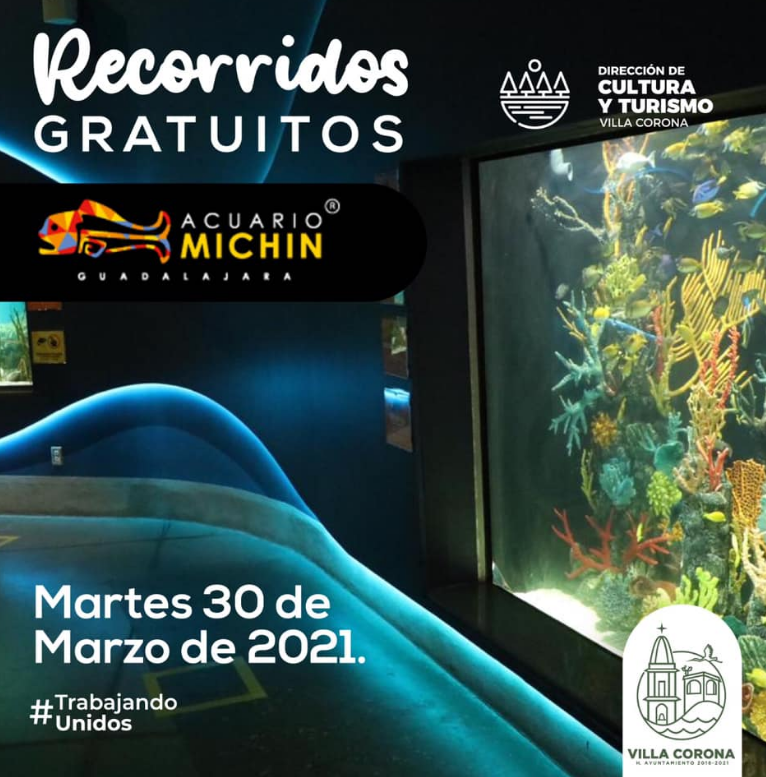 Recorridos
GRATUITOS
DIRECCIÓN DE
CULTURA
Y TURISMO
VILLA CORONA
ACUARIO ®
MICHIN
GUADALAJARA
Martes 30 de
Marzo de 2021.
#Trabajando
Unidos
VILLA CORONA
H. AYUNTAMIENTO 2018-2021